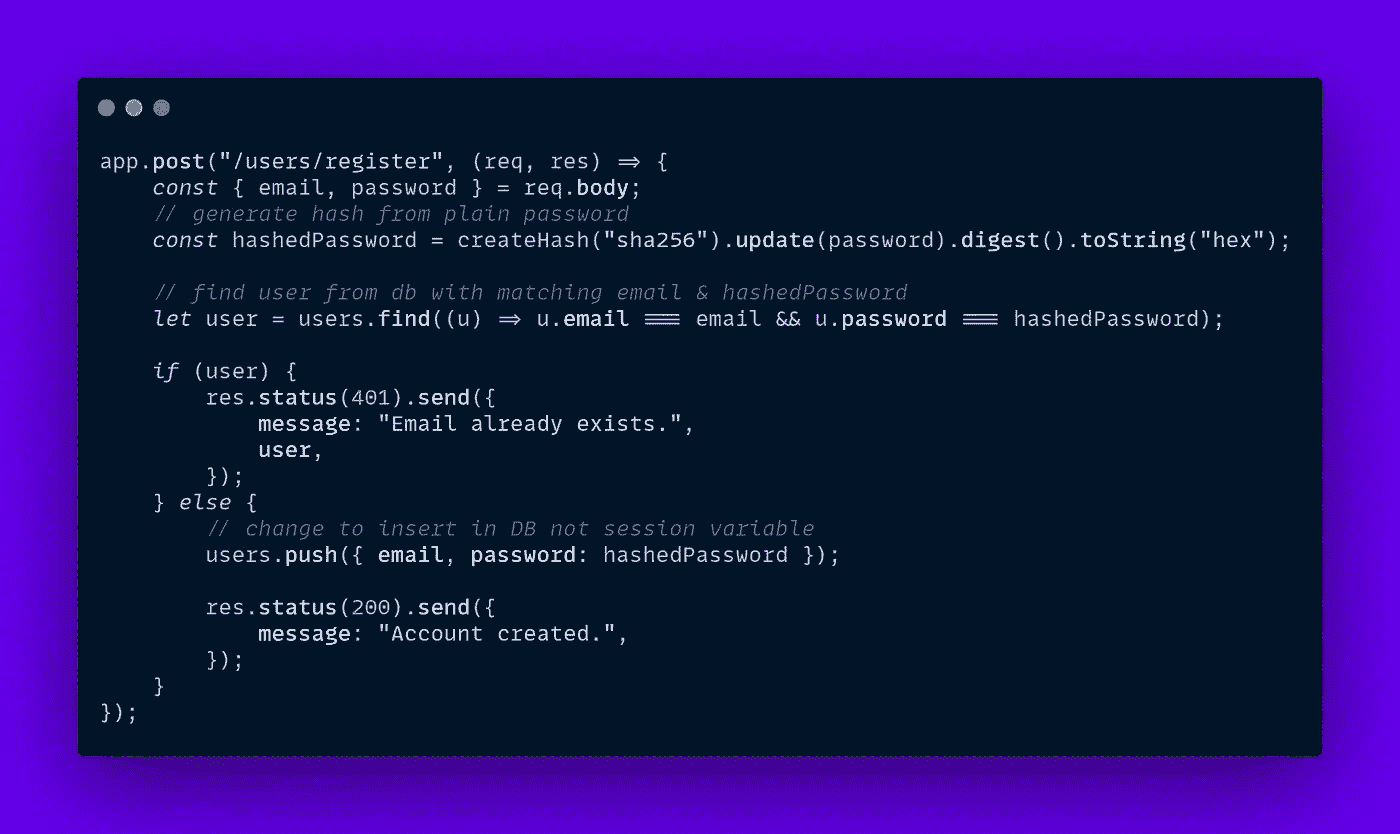 app.post("/users/register", (req, res) => {
    const { email, password } = req.body;
    // generate hash from plain password
    const hashedPassword = createHash("sha256").update(password).digest().toString("hex");

    // find user from db with matching email & hashedPassword
    let user = users.find((u) => u.email === email && u.password === hashedPassword);

    if (user) {
        res.status(401).send({
            message: "Email already exists.",
            user,
        });
    } else {
        // change to insert in DB not session variable
        users.push({ email, password: hashedPassword });

        res.status(200).send({
            message: "Account created.",
        });
    }
});